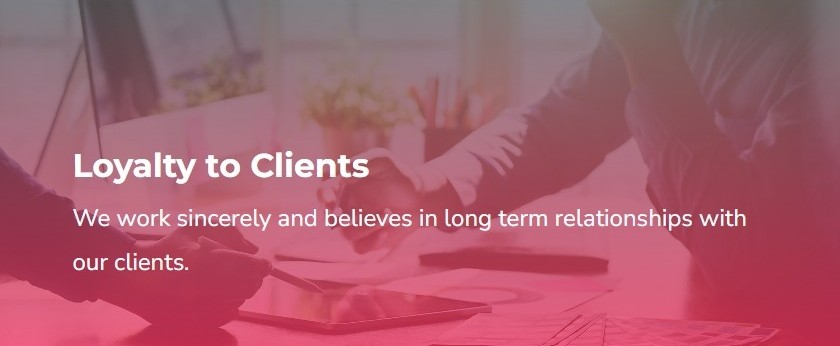 Loyalty to Clients
We work sincerely and believes in long term relationships with
our clients.